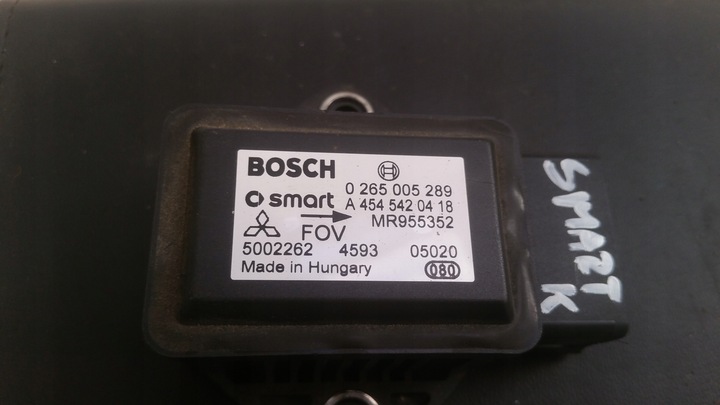 BOSCH
0 265 005 289
smart A 454 542 04 18
MR955352
FOV
5002262 4593 05020
Made in Hungary 080
SMART
K